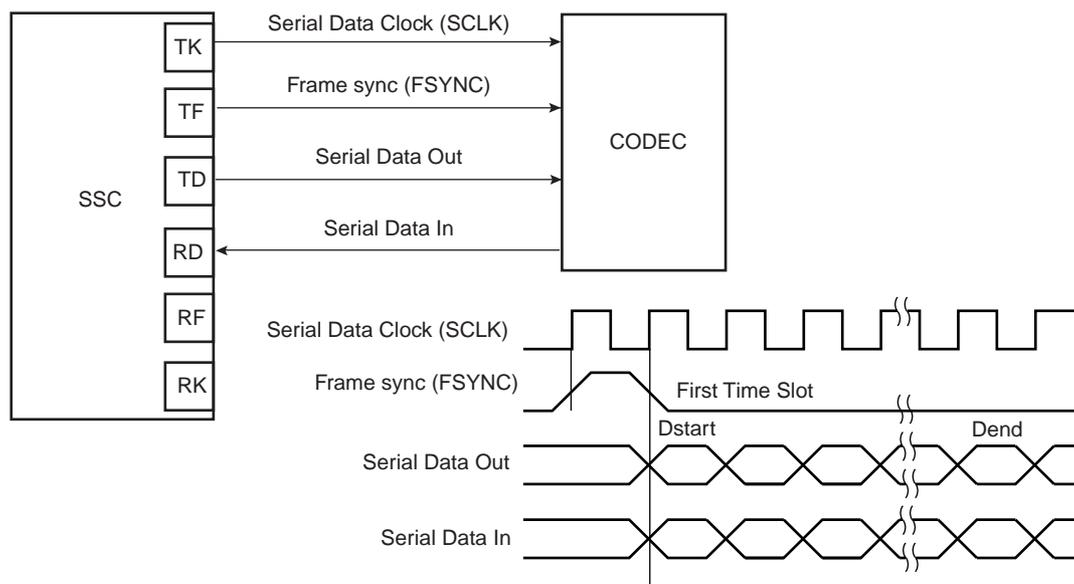 SSC
TK
TF
TD
RD
RF
RK
Serial Data Clock (SCLK)
Frame sync (FSYNC)
Serial Data Out
Serial Data In
CODEC
Serial Data Clock (SCLK)
Frame sync (FSYNC)
First Time Slot
Dstart
Dend
Serial Data Out
Serial Data In